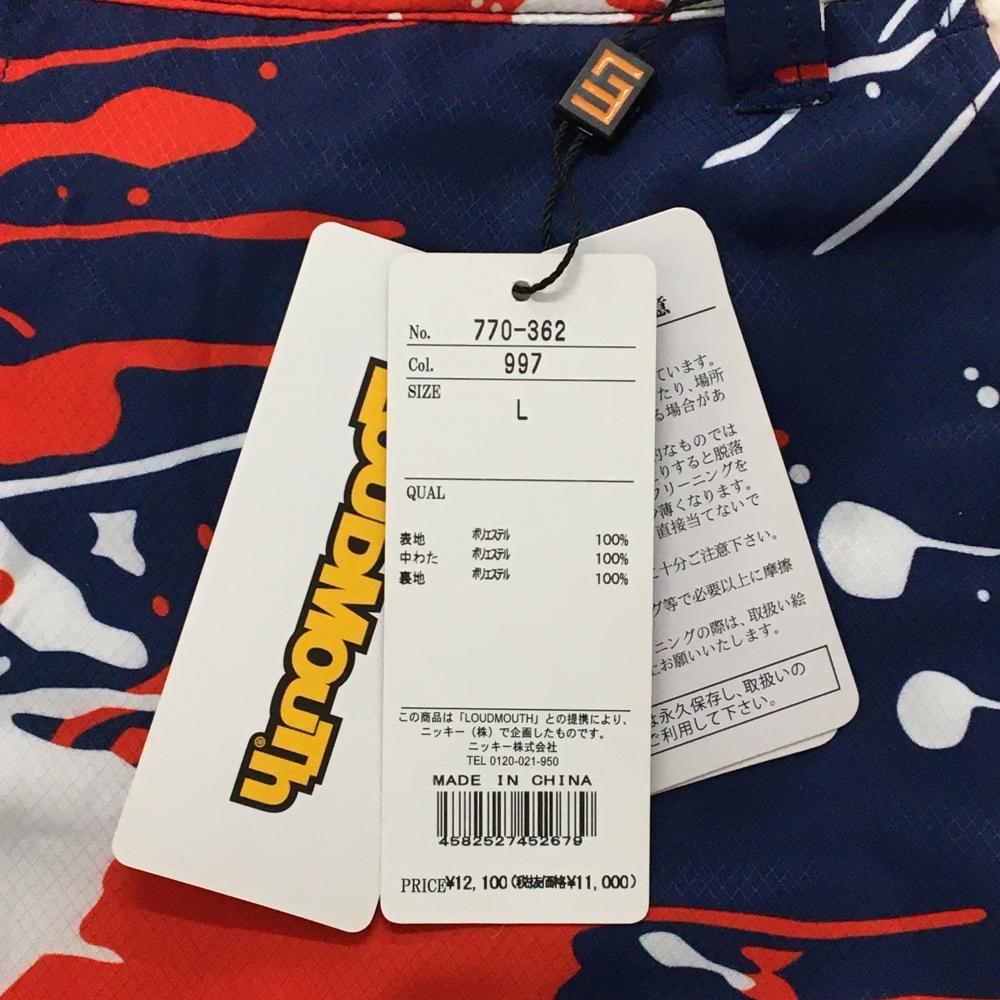 LM
LOUDMOUTH®
No. 770-362
Col. 997
SIZE
L
QUAL
表地 ポリエステル 100%
中わた ポリエステル 100%
裏地 ポリエステル 100%
この商品は「LOUDMOUTH」との提携により、
ニッキー(株)で企画したものです。
ニッキー株式会社
TEL 0120-021-950
MADE IN CHINA
4582527452679
PRICE ¥12,100(税抜価格¥11,000)
意
ています。
たり、場所
る場合があ
的なものでは
りすると脱落
クリーニングを
薄くなります。
直接当てないで
十分ご注意下さい。
グ等で必要以上に摩擦
ニングの際は、取扱い絵
お願いいたします。
は永久保存し、取扱いの
ご利用して下さい。